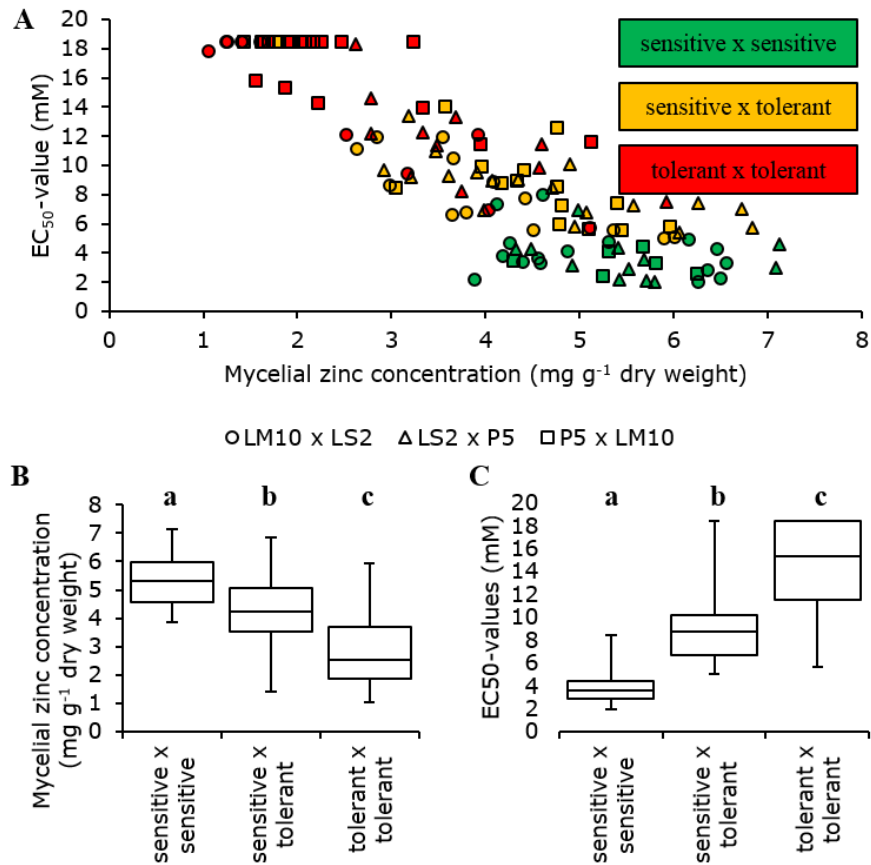 A
20
18
16
14
12
10
8
6
4
2
0
EC50-value (mM)
sensitive x sensitive
sensitive x tolerant
tolerant x tolerant
0 1 2 3 4 5 6 7 8
Mycelial zinc concentration (mg g-1 dry weight)
LM10 x LS2 LS2 x P5 P5 x LM10
B
a b c
8
7
6
5
4
3
2
1
0
Mycelial zinc concentration
(mg g-1 dry weight)
sensitive x
sensitive
sensitive x
tolerant
tolerant x
tolerant
C
a b c
20
18
16
14
12
10
8
6
4
2
0
EC50-values (mM)
sensitive x
sensitive
sensitive x
tolerant
tolerant x
tolerant